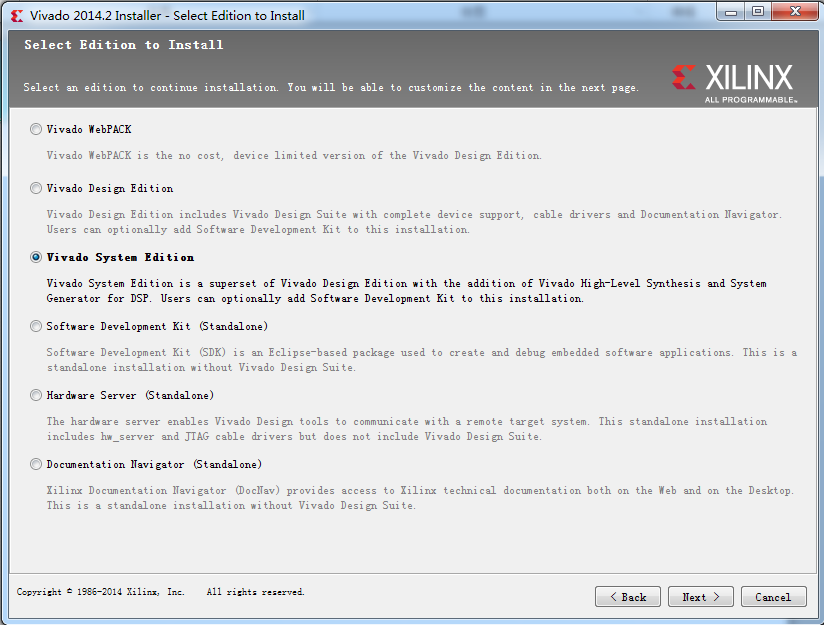 Vivado 2014.2 Installer - Select Edition to Install
Select Edition to Install
Select an edition to continue installation. You will be able to customize the content in the next page.
XILINX
ALL PROGRAMMABLE™
Vivado WebPACK
Vivado WebPACK is the no cost, device limited version of the Vivado Design Edition.
Vivado Design Edition
Vivado Design Edition includes Vivado Design Suite with complete device support, cable drivers and Documentation Navigator.
Users can optionally add Software Development Kit to this installation.
Vivado System Edition
Vivado System Edition is a superset of Vivado Design Edition with the addition of Vivado High-Level Synthesis and System
Generator for DSP. Users can optionally add Software Development Kit to this installation.
Software Development Kit (Standalone)
Software Development Kit (SDK) is an Eclipse-based package used to create and debug embedded software applications. This is a
standalone installation without Vivado Design Suite.
Hardware Server (Standalone)
The hardware server enables Vivado Design tools to communicate with a remote target system. This standalone installation
includes hw_server and JTAG cable drivers but does not include Vivado Design Suite.
Documentation Navigator (Standalone)
Xilinx Documentation Navigator (DocNav) provides access to Xilinx technical documentation both on the Web and on the Desktop.
This is a standalone installation without Vivado Design Suite.
Copyright © 1986-2014 Xilinx, Inc. All rights reserved.
< Back
Next >
Cancel